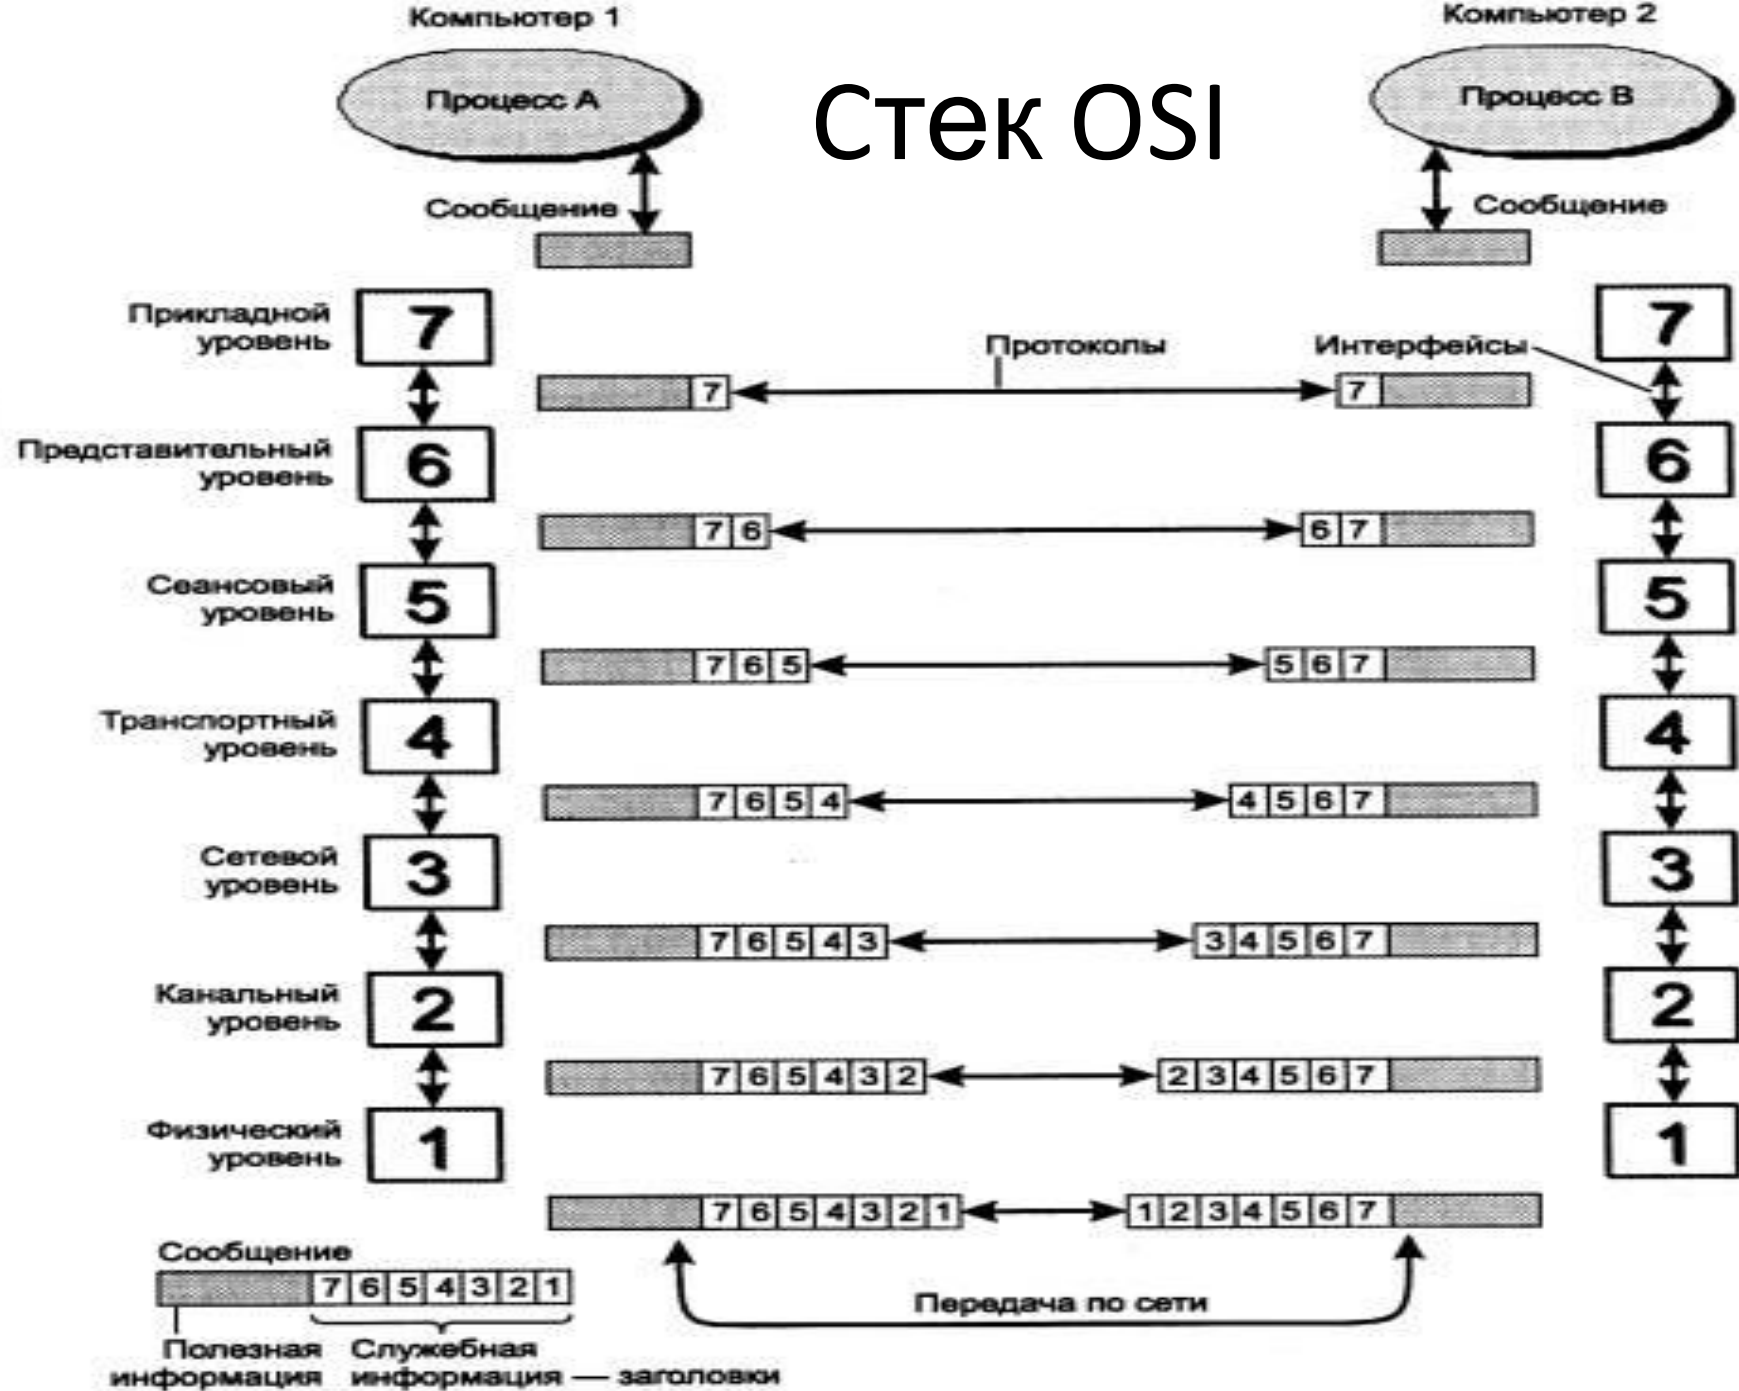 Компьютер 1
Компьютер 2
Процесс А
Стек OSI
Процесс В
Сообщение
Сообщение
Прикладной
уровень
7
7
Протоколы
Интерфейсы
7
7
Представительный
уровень
6
6
7 6
6 7
Сеансовый
уровень
5
5
7 6 5
5 6 7
Транспортный
уровень
4
4
7 6 5 4
4 5 6 7
Сетевой
уровень
3
3
7 6 5 4 3
3 4 5 6 7
Канальный
уровень
2
2
7 6 5 4 3 2
2 3 4 5 6 7
Физический
уровень
1
1
7 6 5 4 3 2 1
1 2 3 4 5 6 7
Сообщение
7 6 5 4 3 2 1
Передача по сети
Полезная
информация
Служебная
информация — заголовки